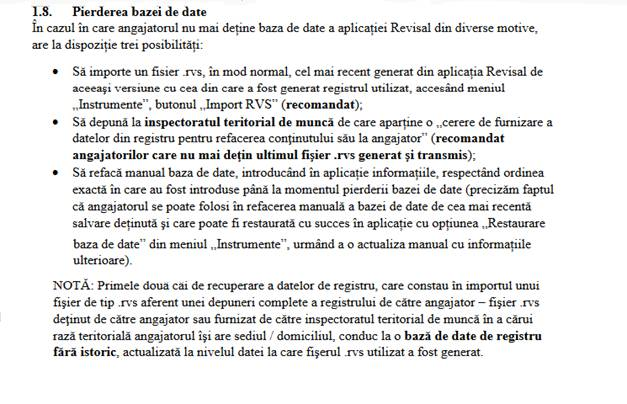 1.8. Pierderea bazei de date
În cazul în care angajatorul nu mai deține baza de date a aplicației Revisal din diverse motive,
are la dispoziție trei posibilități:
• Să importe un fisier .rvs, în mod normal, cel mai recent generat din aplicația Revisal de
aceeași versiune cu cea din care a fost generat registrul utilizat, accesând meniul
„Instrumente”, butonul „Import RVS” (recomandat);
• Să depună la inspectoratul teritorial de muncă de care aparține o „cerere de furnizare a
datelor din registru pentru refacerea conținutului său la angajator” (recomandat
angajatorilor care nu mai dețin ultimul fișier .rvs generat și transmis);
• Să refacă manual baza de date, introducând în aplicație informațiile, respectând ordinea
exactă în care au fost introduse până la momentul pierderii bazei de date (precizăm faptul
că angajatorul se poate folosi în refacerea manuală a bazei de date de cea mai recentă
salvare deținută și care poate fi restaurată cu succes în aplicație cu opțiunea „Restaurare
baza de date” din meniul „Instrumente”, urmând a o actualiza manual cu informațiile
ulterioare).
NOTĂ: Primele două căi de recuperare a datelor de registru, care constau în importul unui
fișier de tip .rvs aferent unei depuneri complete a registrului de către angajator – fișier .rvs
deținut de către angajator sau furnizat de către inspectoratul teritorial de muncă în a cărui
rază teritorială angajatorul își are sediul / domiciliul, conduc la o bază de date de registru
fără istoric, actualizată la nivelul datei la care fișerul .rvs utilizat a fost generat.